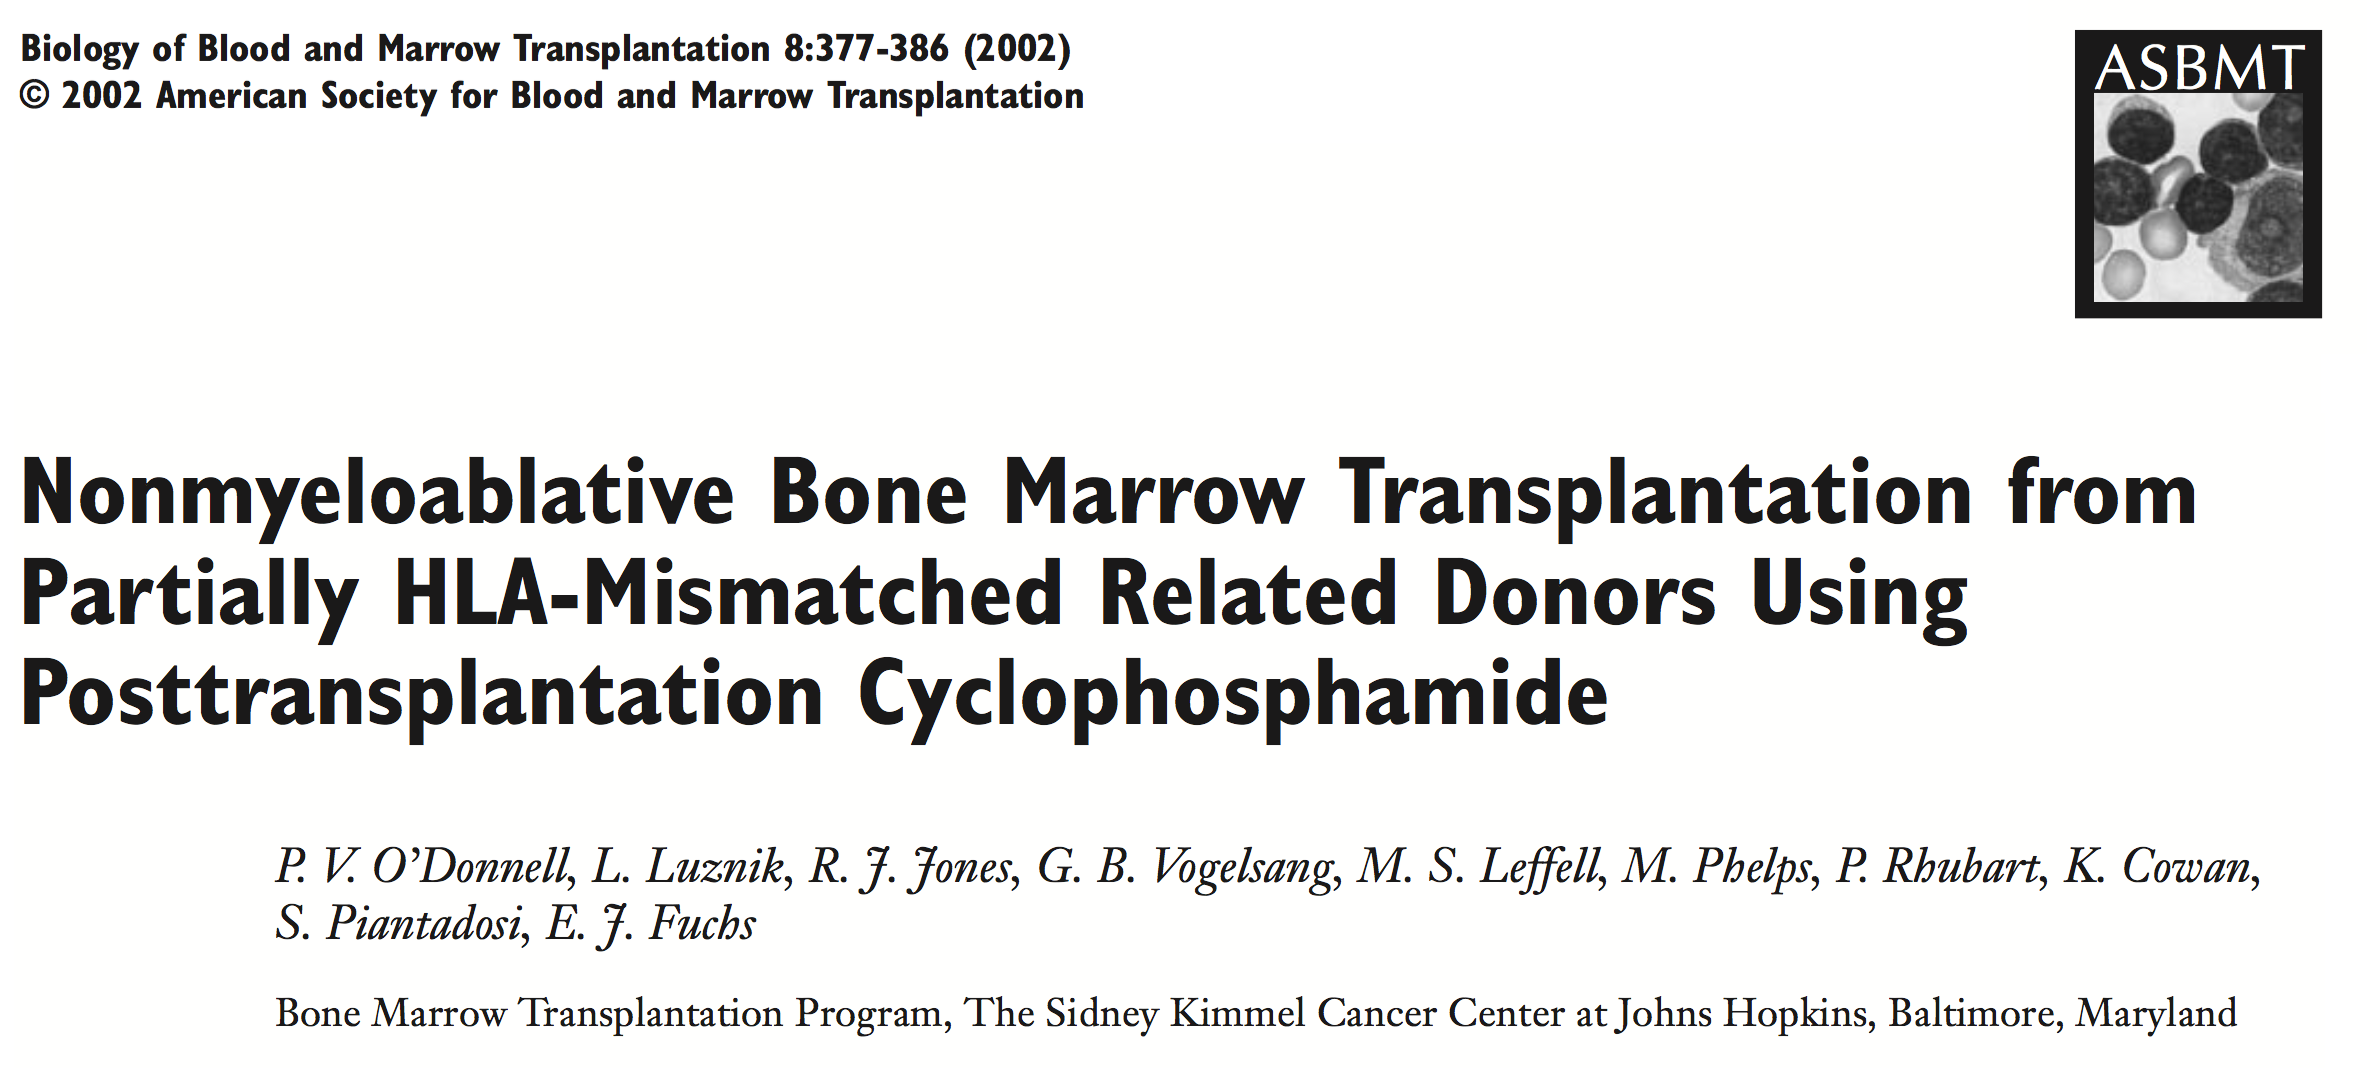 Biology of Blood and Marrow Transplantation 8:377-386 (2002)
© 2002 American Society for Blood and Marrow Transplantation
ASBMT
Nonmyeloablative Bone Marrow Transplantation from
Partially HLA-Mismatched Related Donors Using
Posttransplantation Cyclophosphamide
P. V. O’Donnell, L. Luznik, R. J. Jones, G. B. Vogelsang, M. S. Leffell, M. Phelps, P. Rhubart, K. Cowan,
S. Piantadosi, E. J. Fuchs
Bone Marrow Transplantation Program, The Sidney Kimmel Cancer Center at Johns Hopkins, Baltimore, Maryland